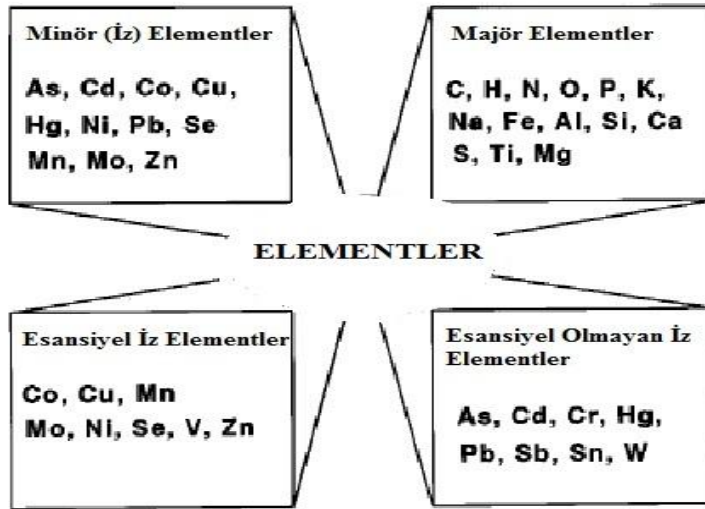 Minör (İz) Elementler
As, Cd, Co, Cu,
Hg, Ni, Pb, Se
Mn, Mo, Zn
Majör Elementler
C, H, N, O, P, K,
Na, Fe, Al, Si, Ca
S, Ti, Mg
ELEMENTLER
Esansiyel İz Elementler
Co, Cu, Mn
Mo, Ni, Se, V, Zn
Esansiyel Olmayan İz
Elementler
As, Cd, Cr, Hg,
Pb, Sb, Sn, W